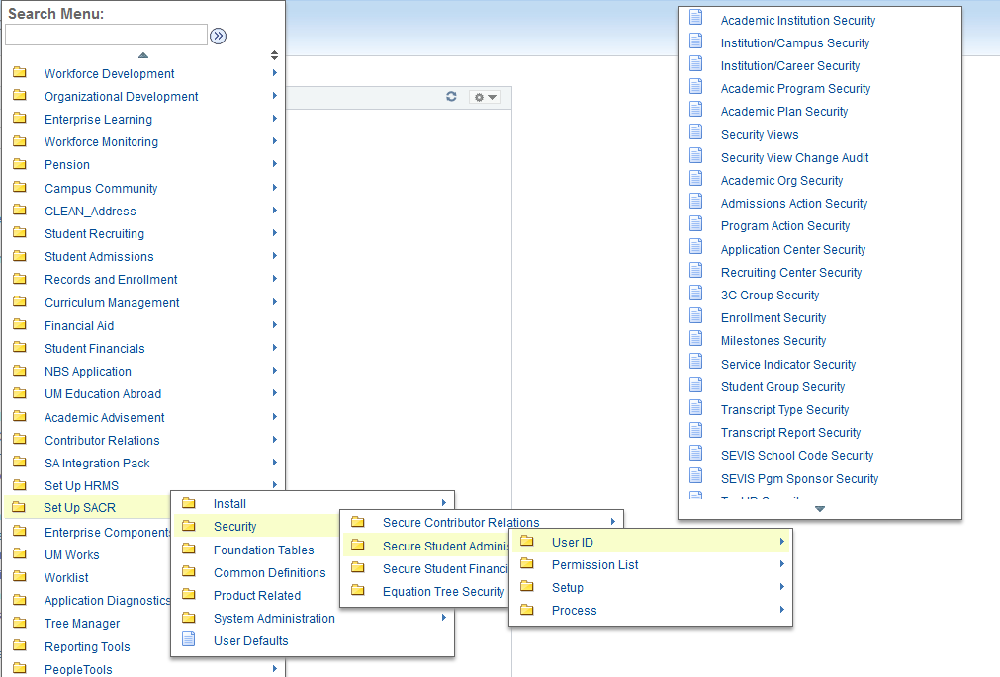 Search Menu:
Workforce Development
Organizational Development
Enterprise Learning
Workforce Monitoring
Pension
Campus Community
CLEAN_Address
Student Recruiting
Student Admissions
Records and Enrollment
Curriculum Management
Financial Aid
Student Financials
NBS Application
UM Education Abroad
Academic Advisement
Contributor Relations
SA Integration Pack
Set Up HRMS
Set Up SACR
Enterprise Components
UM Works
Worklist
Application Diagnostics
Tree Manager
Reporting Tools
PeopleTools
Install
Security
Foundation Tables
Common Definitions
Product Related
System Administration
User Defaults
Secure Contributor Relations
Secure Student Adminis
Secure Student Financi
Equation Tree Security
User ID
Permission List
Setup
Process
Academic Institution Security
Institution/Campus Security
Institution/Career Security
Academic Program Security
Academic Plan Security
Security Views
Security View Change Audit
Academic Org Security
Admissions Action Security
Program Action Security
Application Center Security
Recruiting Center Security
3C Group Security
Enrollment Security
Milestones Security
Service Indicator Security
Student Group Security
Transcript Type Security
Transcript Report Security
SEVIS School Code Security
SEVIS Pgm Sponsor Security